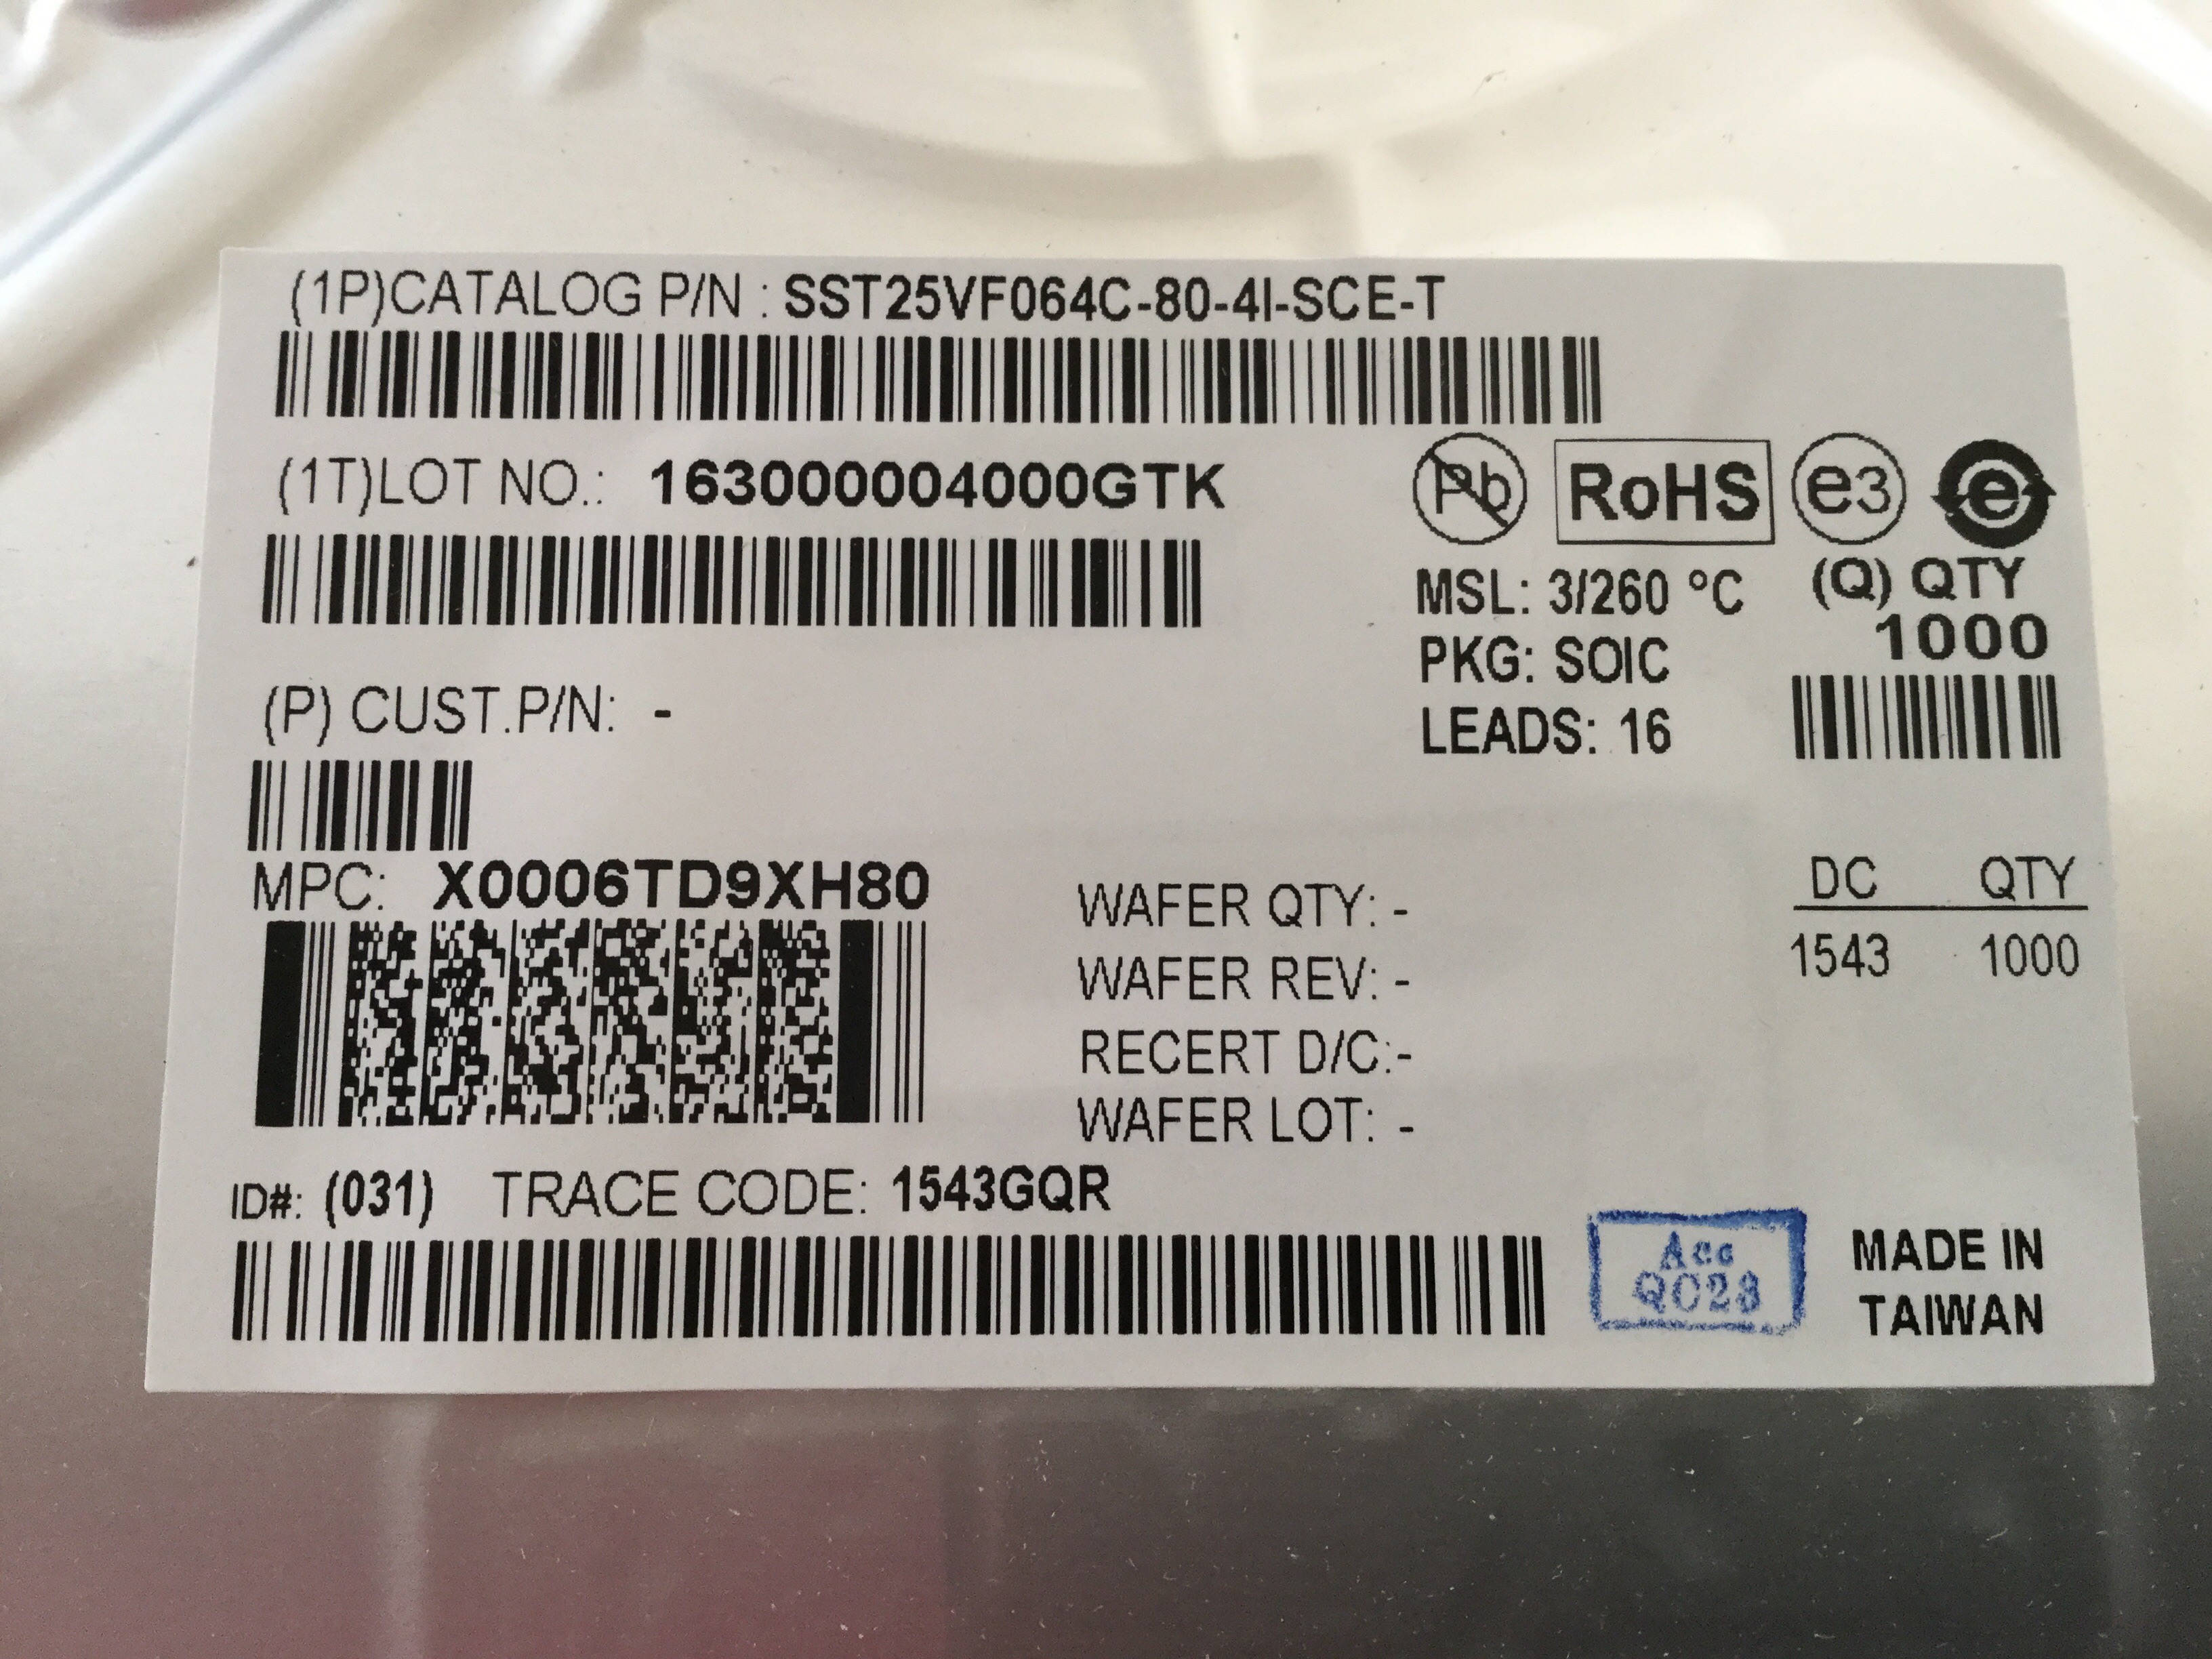 (1P)CATALOG P/N : SST25VF064C-80-4I-SCE-T
(1T)LOT NO.: 163000004000GTK
Pb RoHS e3 e
MSL: 3/260 °C
(Q) QTY
1000
PKG: SOIC
LEADS: 16
(P) CUST.P/N: -
MPC: X0006TD9XH80
WAFER QTY: -
WAFER REV: -
RECERT D/C:-
WAFER LOT: -
DC QTY
1543 1000
ID#: (031) TRACE CODE: 1543GQR
Acc
MADE IN
TAIWAN